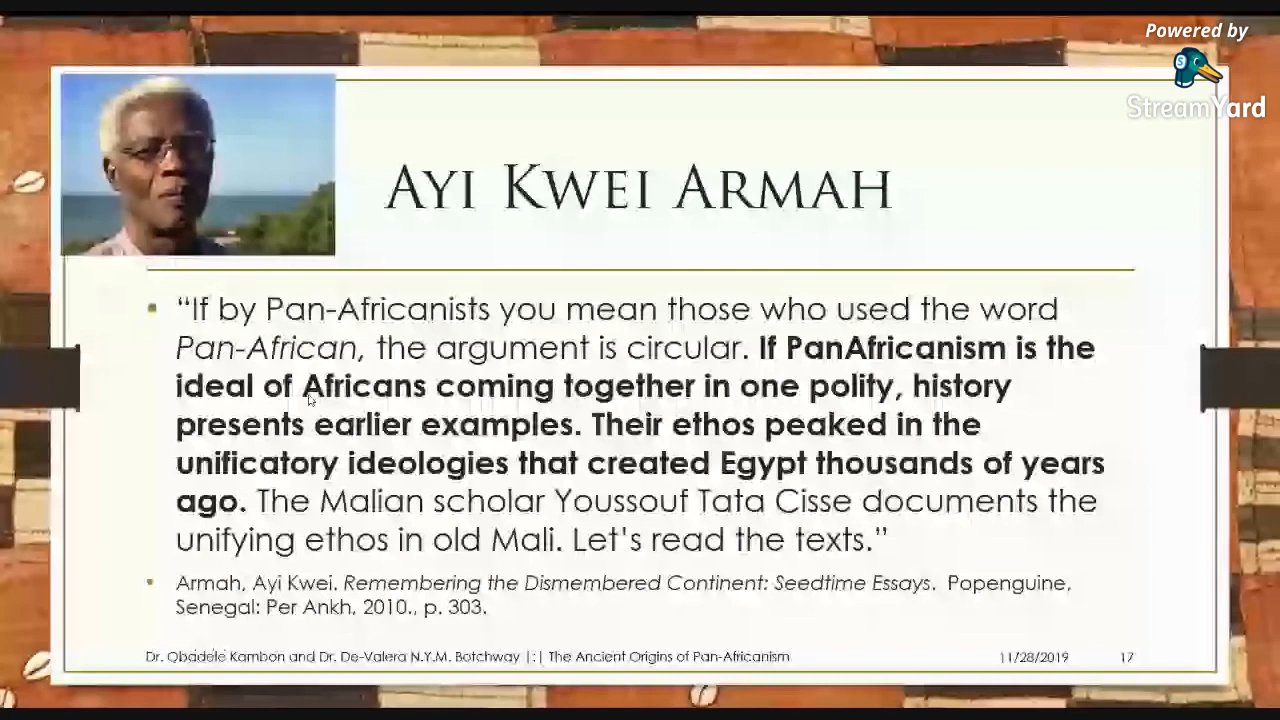 Powered by
StreamYard
AYI KWEI ARMAH
“If by Pan-Africanists you mean those who used the word
Pan-African, the argument is circular. If PanAfricanism is the
ideal of Africans coming together in one polity, history
presents earlier examples. Their ethos peaked in the
unificatory ideologies that created Egypt thousands of years
ago. The Malian scholar Youssouf Tata Cisse documents the
unifying ethos in old Mali. Let’s read the texts.”
Armah, Ayi Kwei. Remembering the Dismembered Continent: Seedtime Essays. Popenguine,
Senegal: Per Ankh, 2010., p. 303.
Dr. Ọbádélé Kambon and Dr. De-Valera N.Y.M. Botchway |:| The Ancient Origins of Pan-Africanism 11/28/2019 17